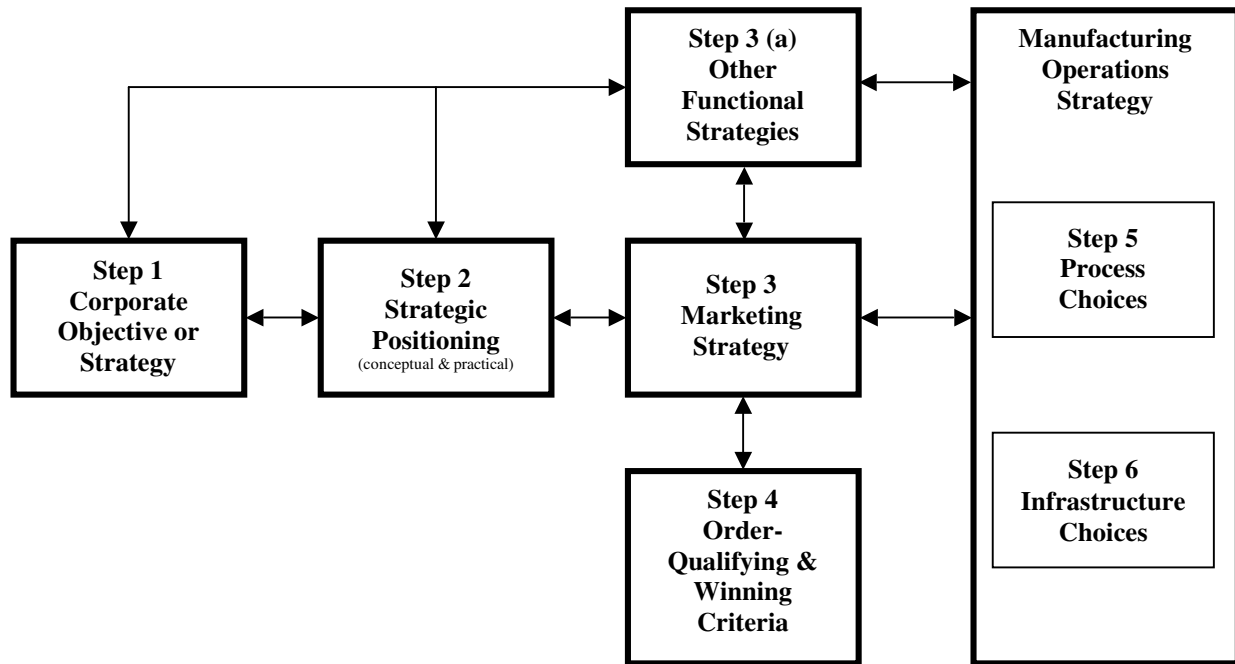 Step 3 (a)
Other
Functional
Strategies
Manufacturing
Operations
Strategy
Step 1
Corporate
Objective or
Strategy
Step 2
Strategic
Positioning
(conceptual & practical)
Step 3
Marketing
Strategy
Step 5
Process
Choices
Step 4
Order-
Qualifying &
Winning
Criteria
Step 6
Infrastructure
Choices